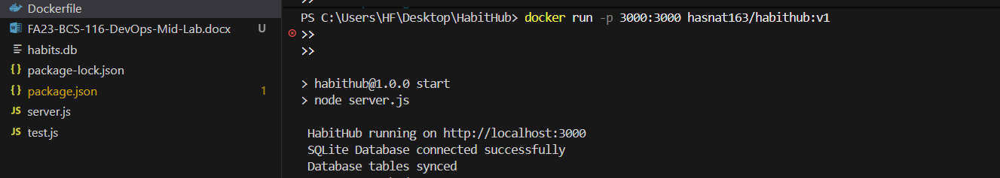 Dockerfile
FA23-BCS-116-DevOps-Mid-Lab.docx U
habits.db
package-lock.json
package.json 1
server.js
test.js
>>
PS C:\Users\HF\Desktop\HabitHub> docker run -p 3000:3000 hasnat163/habithub:v1
>>
>>
> habithub@1.0.0 start
> node server.js
HabitHub running on http://localhost:3000
SQLite Database connected successfully
Database tables synced